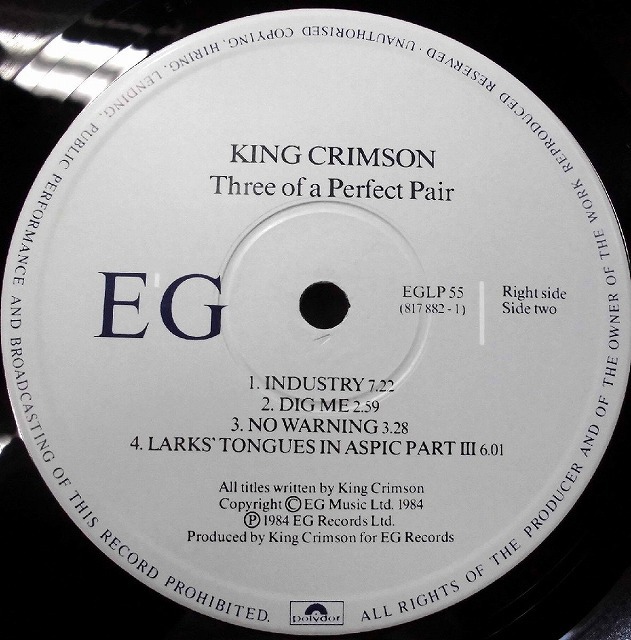 KING CRIMSON
Three of a Perfect Pair
EG
EGLP 55
(817 882 - 1)
Right side
Side two
1. INDUSTRY 7.22
2. DIG ME 2.59
3. NO WARNING 3.28
4. LARKS' TONGUES IN ASPIC PART III 6.01
All titles written by King Crimson
Copyright © EG Music Ltd. 1984
℗ 1984 EG Records Ltd.
Produced by King Crimson for EG Records
polydor
ALL RIGHTS OF THE PRODUCER AND OF THE OWNER OF THE WORK REPRODUCED RESERVED · UNAUTHORISED COPYING, HIRING, LENDING, PUBLIC PERFORMANCE AND BROADCASTING OF THIS RECORD PROHIBITED.